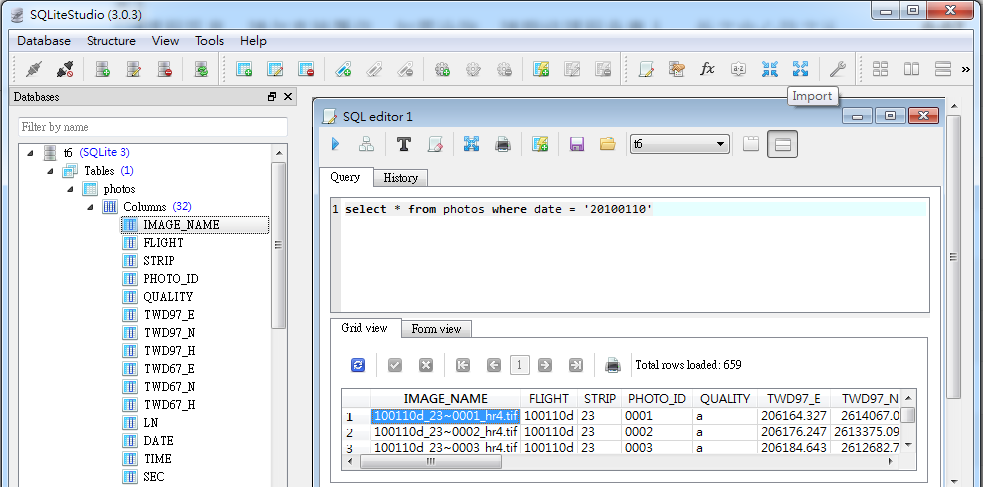 SQLiteStudio (3.0.3)
Database Structure View Tools Help
Databases
Import
Filter by name
t6 (SQLite 3)
Tables (1)
photos
Columns (32)
IMAGE_NAME
FLIGHT
STRIP
PHOTO_ID
QUALITY
TWD97_E
TWD97_N
TWD97_H
TWD67_E
TWD67_N
TWD67_H
LN
DATE
TIME
SEC
SQL editor 1
t6
Query History
1 select * from photos where date = '20100110'
Grid view Form view
1 Total rows loaded: 659
IMAGE_NAME FLIGHT STRIP PHOTO_ID QUALITY TWD97_E TWD97_N
1 100110d_23~0001_hr4.tif 100110d 23 0001 a 206164.327 2614067.0
2 100110d_23~0002_hr4.tif 100110d 23 0002 a 206176.247 2613375.09
3 100110d_23~0003_hr4.tif 100110d 23 0003 a 206184.643 2612682.7